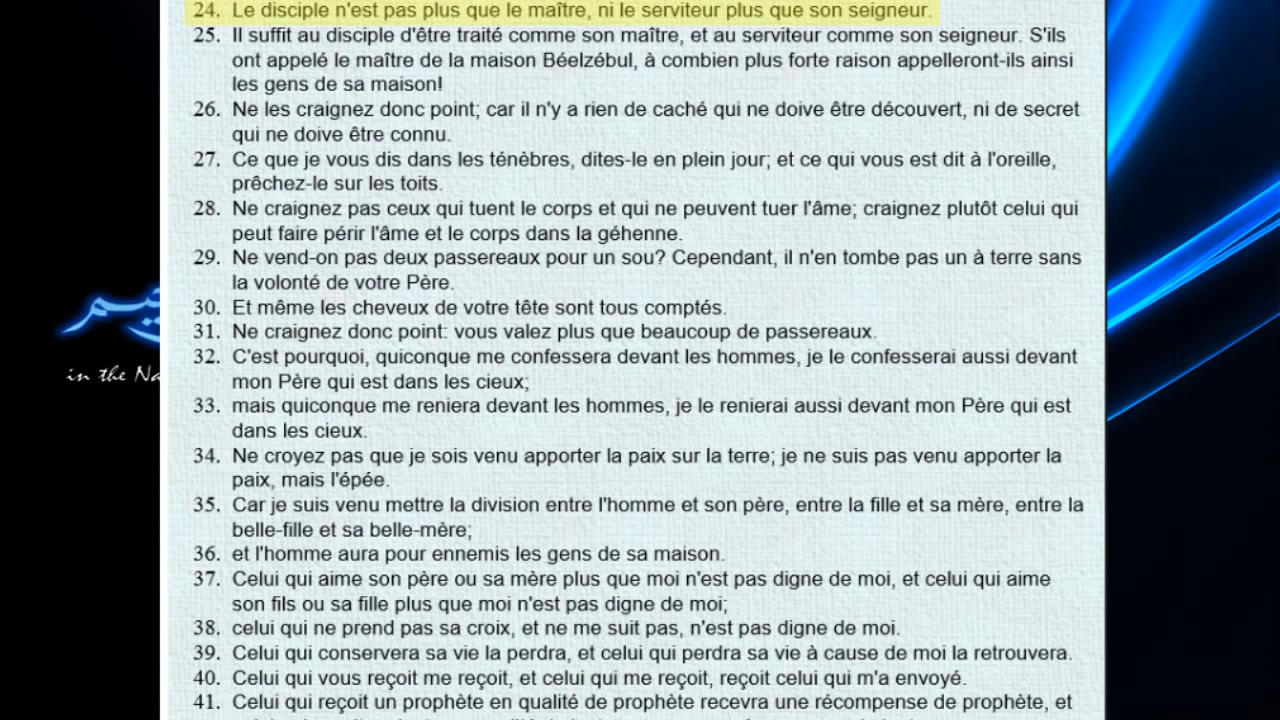 24. Le disciple n'est pas plus que le maître, ni le serviteur plus que son seigneur.
25. Il suffit au disciple d'être traité comme son maître, et au serviteur comme son seigneur. S'ils
ont appelé le maître de la maison Béelzébul, à combien plus forte raison appelleront-ils ainsi
les gens de sa maison!
26. Ne les craignez donc point; car il n'y a rien de caché qui ne doive être découvert, ni de secret
qui ne doive être connu.
27. Ce que je vous dis dans les ténèbres, dites-le en plein jour; et ce qui vous est dit à l'oreille,
prêchez-le sur les toits.
28. Ne craignez pas ceux qui tuent le corps et qui ne peuvent tuer l'âme; craignez plutôt celui qui
peut faire périr l'âme et le corps dans la géhenne.
29. Ne vend-on pas deux passereaux pour un sou? Cependant, il n'en tombe pas un à terre sans
la volonté de votre Père.
30. Et même les cheveux de votre tête sont tous comptés.
31. Ne craignez donc point: vous valez plus que beaucoup de passereaux.
32. C'est pourquoi, quiconque me confessera devant les hommes, je le confesserai aussi devant
mon Père qui est dans les cieux;
33. mais quiconque me reniera devant les hommes, je le renierai aussi devant mon Père qui est
dans les cieux.
34. Ne croyez pas que je sois venu apporter la paix sur la terre; je ne suis pas venu apporter la
paix, mais l'épée.
35. Car je suis venu mettre la division entre l'homme et son père, entre la fille et sa mère, entre la
belle-fille et sa belle-mère;
36. et l'homme aura pour ennemis les gens de sa maison.
37. Celui qui aime son père ou sa mère plus que moi n'est pas digne de moi, et celui qui aime
son fils ou sa fille plus que moi n'est pas digne de moi;
38. celui qui ne prend pas sa croix, et ne me suit pas, n'est pas digne de moi.
39. Celui qui conservera sa vie la perdra, et celui qui perdra sa vie à cause de moi la retrouvera.
40. Celui qui vous reçoit me reçoit, et celui qui me reçoit, reçoit celui qui m'a envoyé.
41. Celui qui reçoit un prophète en qualité de prophète recevra une récompense de prophète, et
in the Na